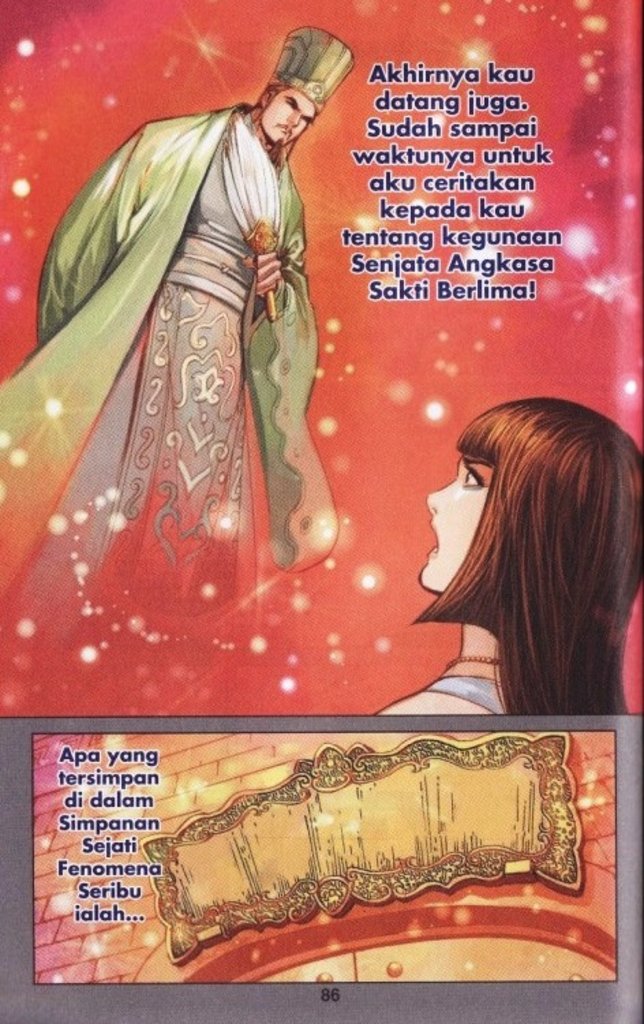 Akhirnya kau
datang juga.
Sudah sampai
waktunya untuk
aku ceritakan
kepada kau
tentang kegunaan
Senjata Angkasa
Sakti Berlima!
Apa yang
tersimpan
di dalam
Simpanan
Sejati
Fenomena
Seribu
ialah...
86